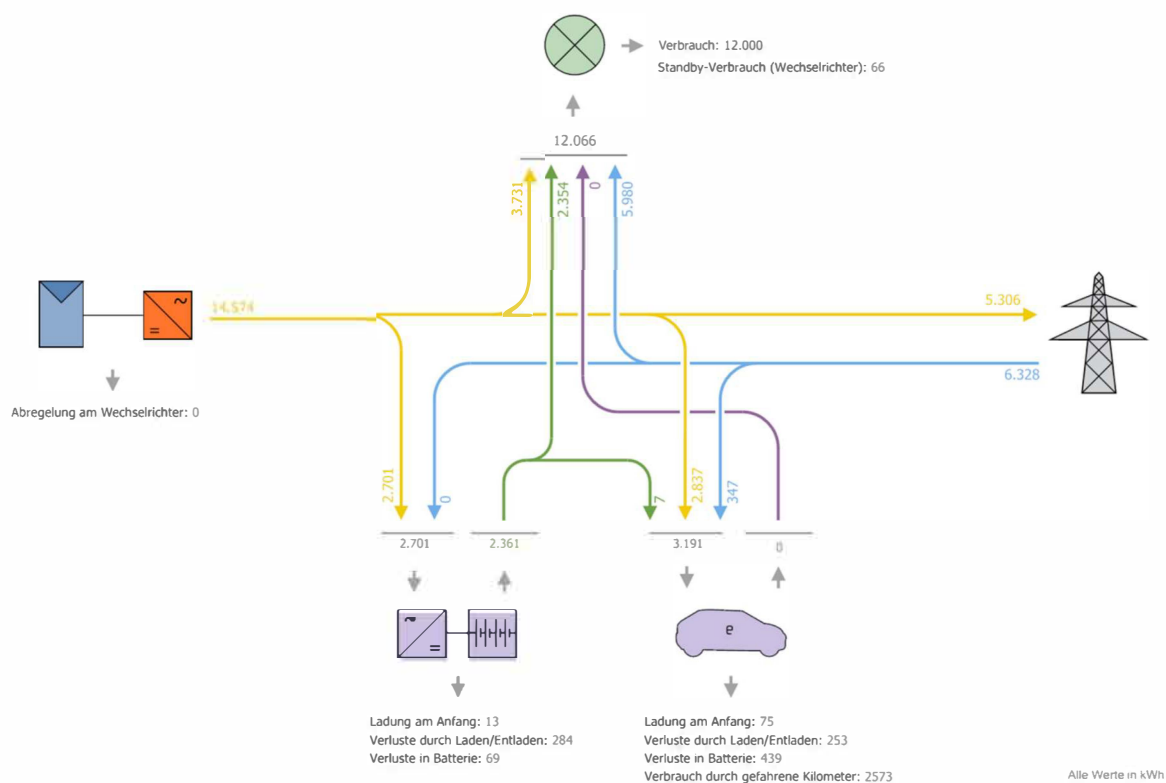 Verbrauch: 12.000
Standby-Verbrauch (Wechselrichter): 66
12.066
3.731
2.354
0
5.980
14.574
5.306
6.328
Abregelung am Wechselrichter: 0
2.701
0
7
2.837
347
2.701
2.361
3.191
0
e
Ladung am Anfang: 13
Verluste durch Laden/Entladen: 284
Verluste in Batterie: 69
Ladung am Anfang: 75
Verluste durch Laden/Entladen: 253
Verluste in Batterie: 439
Verbrauch durch gefahrene Kilometer: 2573
Alle Werte in kWh